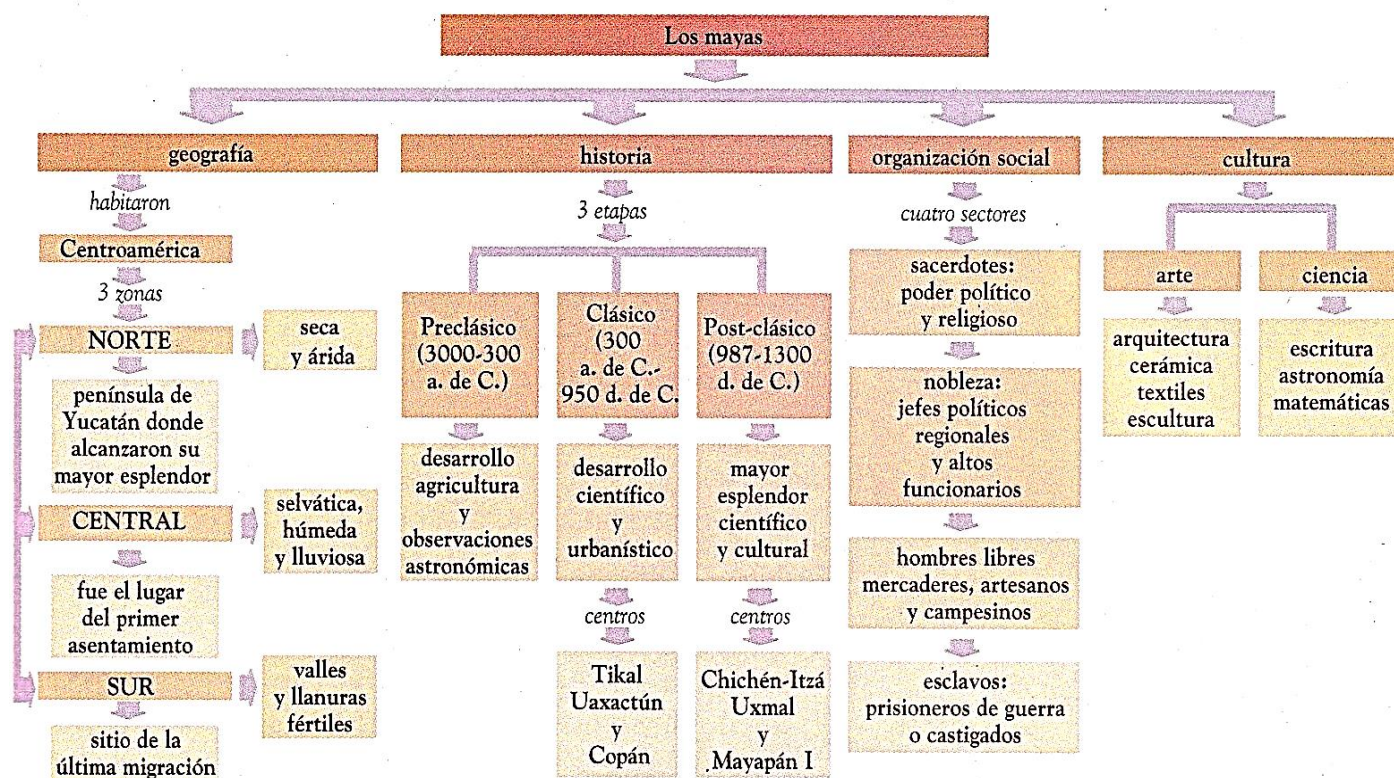 Los mayas
geografía
habitaron
Centroamérica
3 zonas
NORTE
seca
y árida
península de
Yucatán donde
alcanzaron su
mayor esplendor
CENTRAL
selvática,
húmeda
y lluviosa
fue el lugar
del primer
asentamiento
SUR
valles
y llanuras
fértiles
sitio de la
última migración
historia
3 etapas
Preclásico
(3000-300
a. de C.)
desarrollo
agricultura
y
observaciones
astronómicas
Clásico
(300
a. de C.-
950 d. de C.
desarrollo
científico
y
urbanístico
centros
Tikal
Uaxactún
y
Copán
Post-clásico
(987-1300
d. de C.)
mayor
esplendor
científico
y cultural
centros
Chichén-Itzá
Uxmal
y
Mayapán I
organización social
cuatro sectores
sacerdotes:
poder político
y religioso
nobleza:
jefes políticos
regionales
y altos
funcionarios
hombres libres
mercaderes, artesanos
y campesinos
esclavos:
prisioneros de guerra
o castigados
cultura
arte
arquitectura
cerámica
textiles
escultura
ciencia
escritura
astronomía
matemáticas